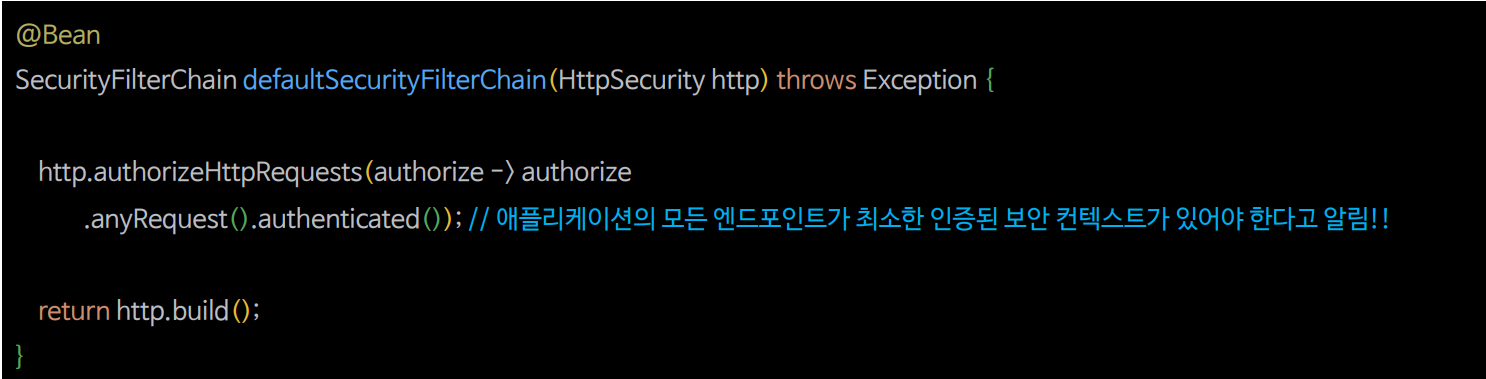 @Bean
SecurityFilterChain defaultSecurityFilterChain(HttpSecurity http) throws Exception {
http.authorizeHttpRequests(authorize -> authorize
.anyRequest().authenticated()); // 애플리케이션의 모든 엔드포인트가 최소한 인증된 보안 컨텍스트가 있어야 한다고 알림!!
return http.build();
}